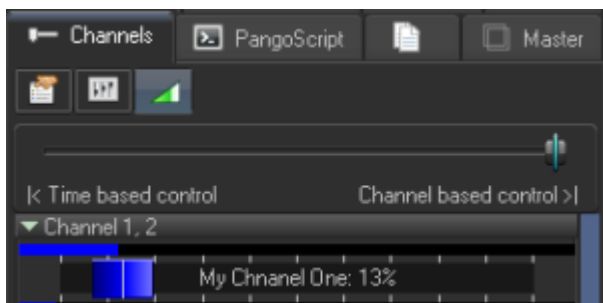 Channels PangoScript Master
|< Time based control Channel based control >|
Channel 1, 2
My Chnanel One: 13%